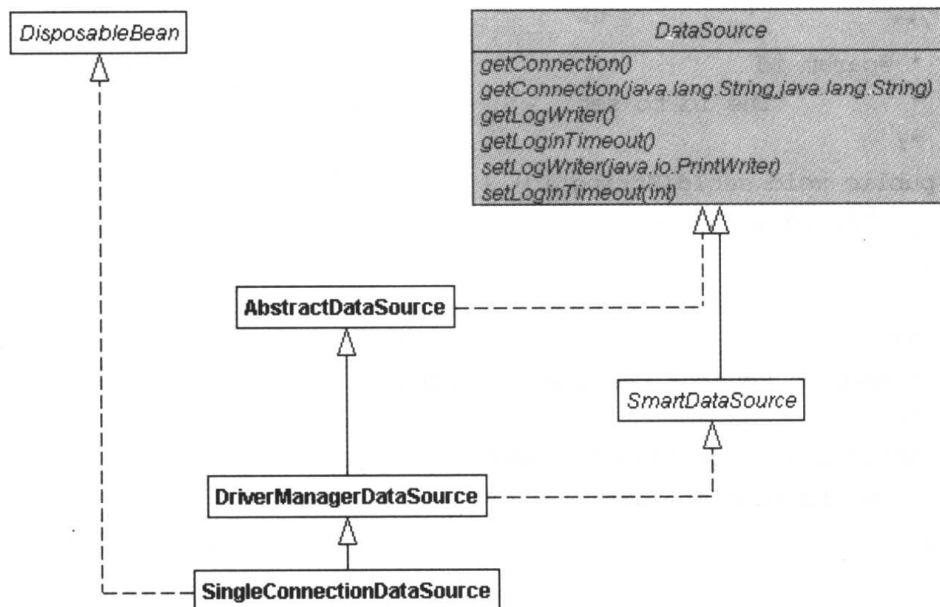 DisposableBean
DataSource
getConnection()
getConnection(java.lang.String,java.lang.String)
getLogWriter()
getLoginTimeout()
setLogWriter(java.io.PrintWriter)
setLoginTimeout(int)
AbstractDataSource
SmartDataSource
DriverManagerDataSource
SingleConnectionDataSource